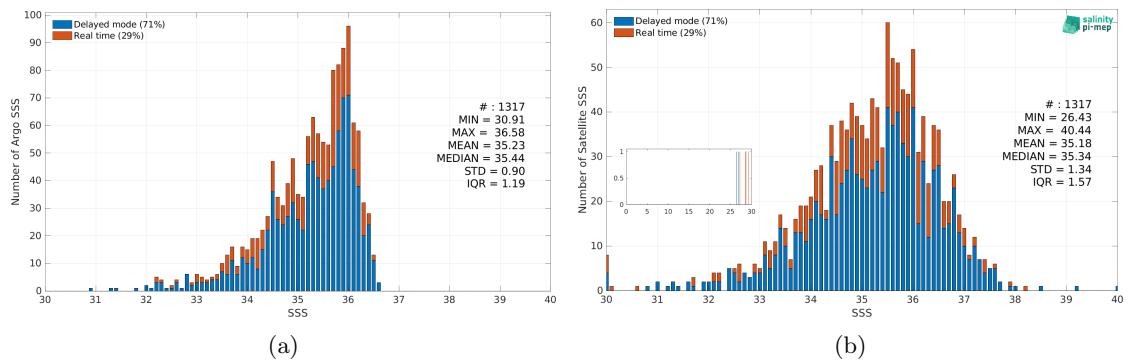 Delayed mode (71%)
Real time (29%)
Number of Argo SSS
100
90
80
70
60
50
40
30
20
10
0
# : 1317
MIN = 30.91
MAX = 36.58
MEAN = 35.23
MEDIAN = 35.44
STD = 0.90
IQR = 1.19
30 31 32 33 34 35 36 37 38 39 40
SSS
(a)
Delayed mode (71%)
Real time (29%)
salinity
pi-mep
Number of Satellite SSS
60
50
40
30
20
10
0
# : 1317
MIN = 26.43
MAX = 40.44
MEAN = 35.18
MEDIAN = 35.34
STD = 1.34
IQR = 1.57
1
0.5
0
0 5 10 15 20 25 30
30 31 32 33 34 35 36 37 38 39 40
SSS
(b)